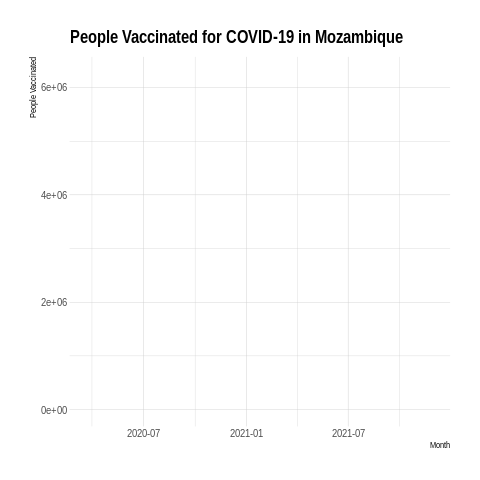 People Vaccinated for COVID-19 in Mozambique
People Vaccinated
6e+06
4e+06
2e+06
0e+00
2020-07 2021-01 2021-07
Month